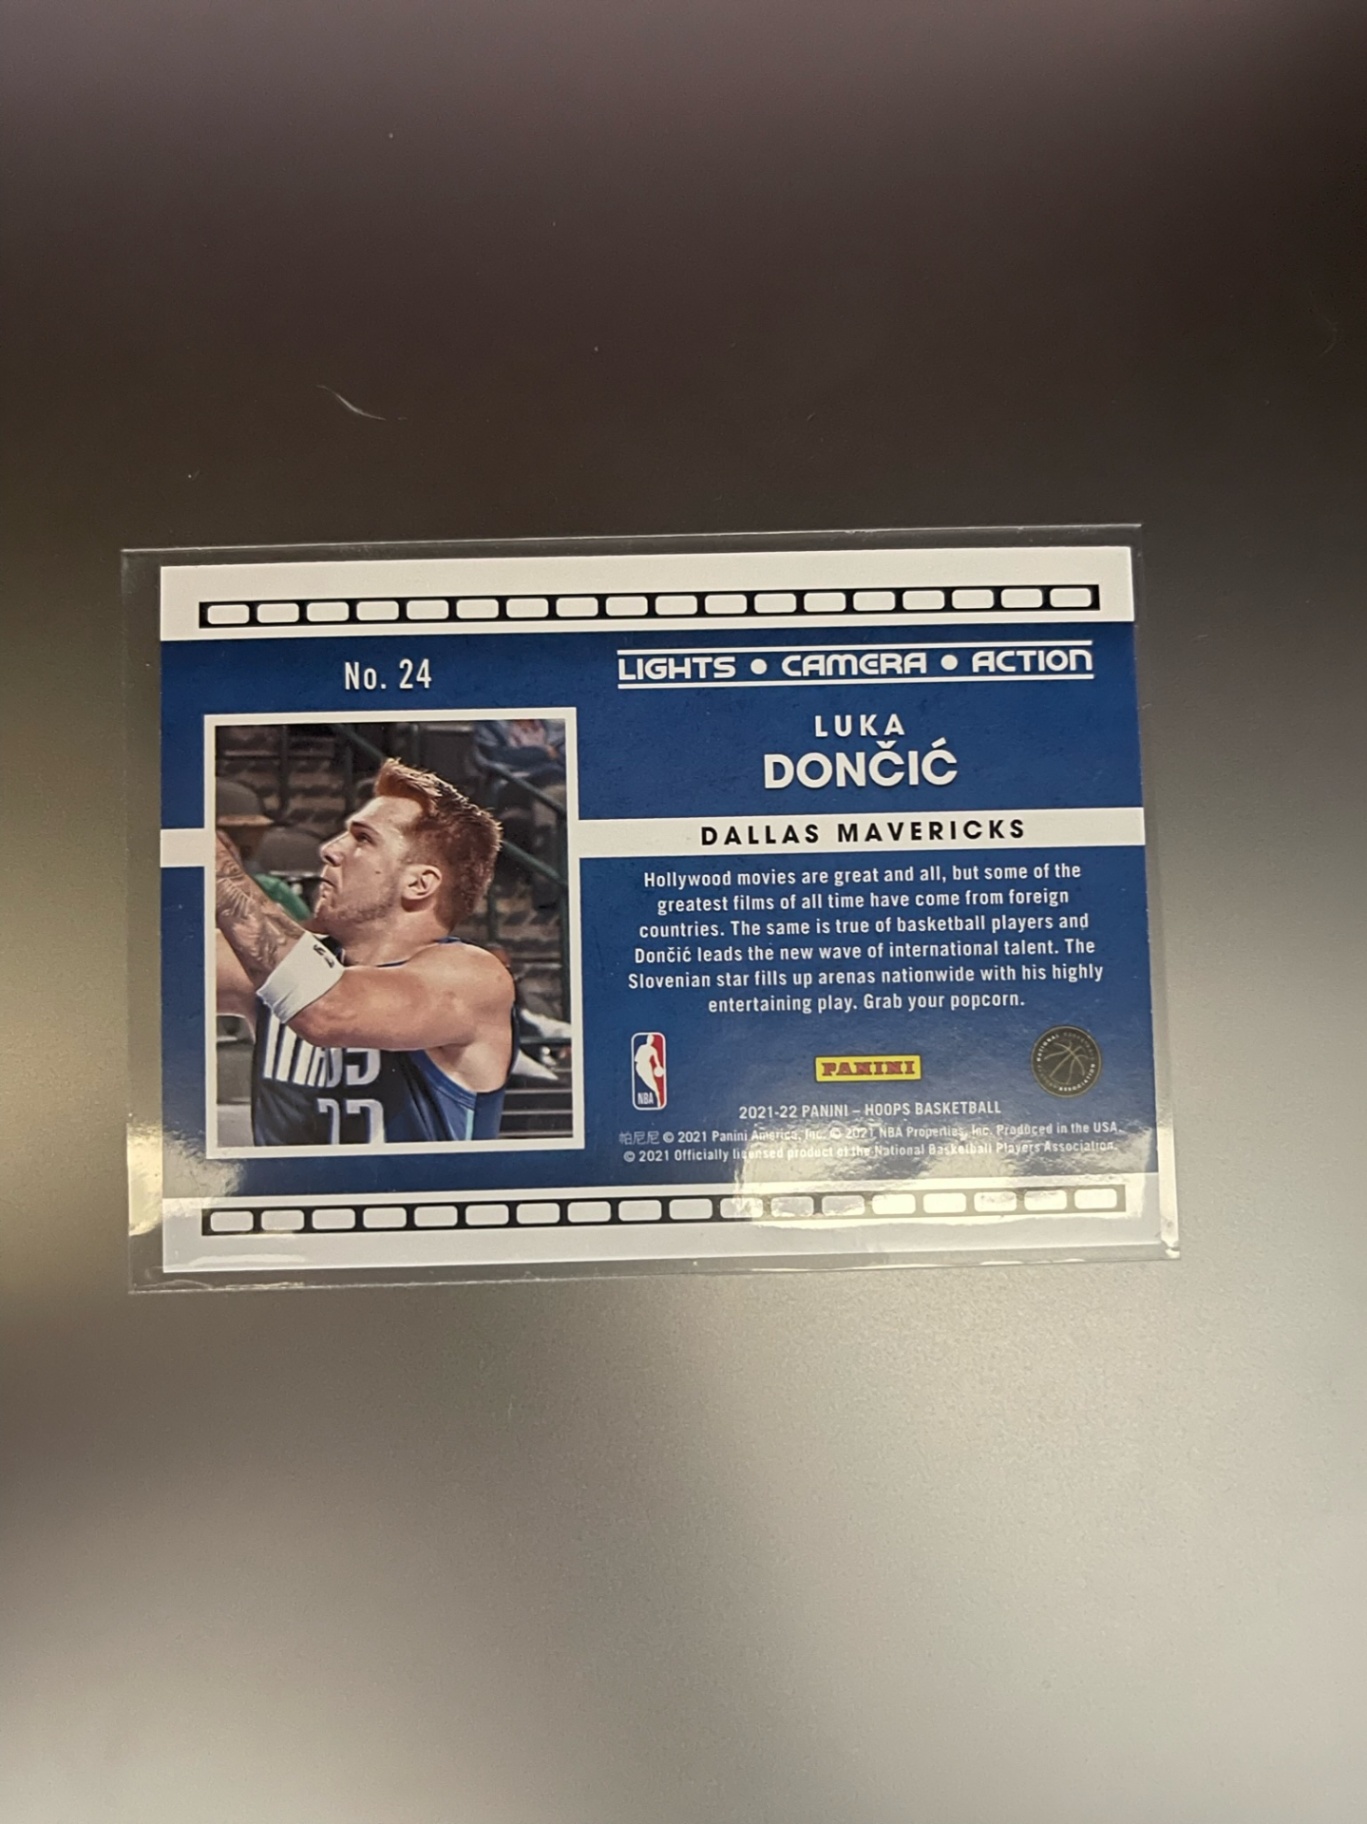 No. 24
LIGHTS • CAMERA • ACTION
LUKA
DONČIĆ
DALLAS MAVERICKS
Hollywood movies are great and all, but some of the
greatest films of all time have come from foreign
countries. The same is true of basketball players and
Dončić leads the new wave of international talent. The
Slovenian star fills up arenas nationwide with his highly
entertaining play. Grab your popcorn.
NBA
PANINI
2021-22 PANINI – HOOPS BASKETBALL
帕尼尼 © 2021 Panini America, Inc. © 2021 NBA Properties, Inc. Produced in the USA.
© 2021 Officially licensed product of the National Basketball Players Association.